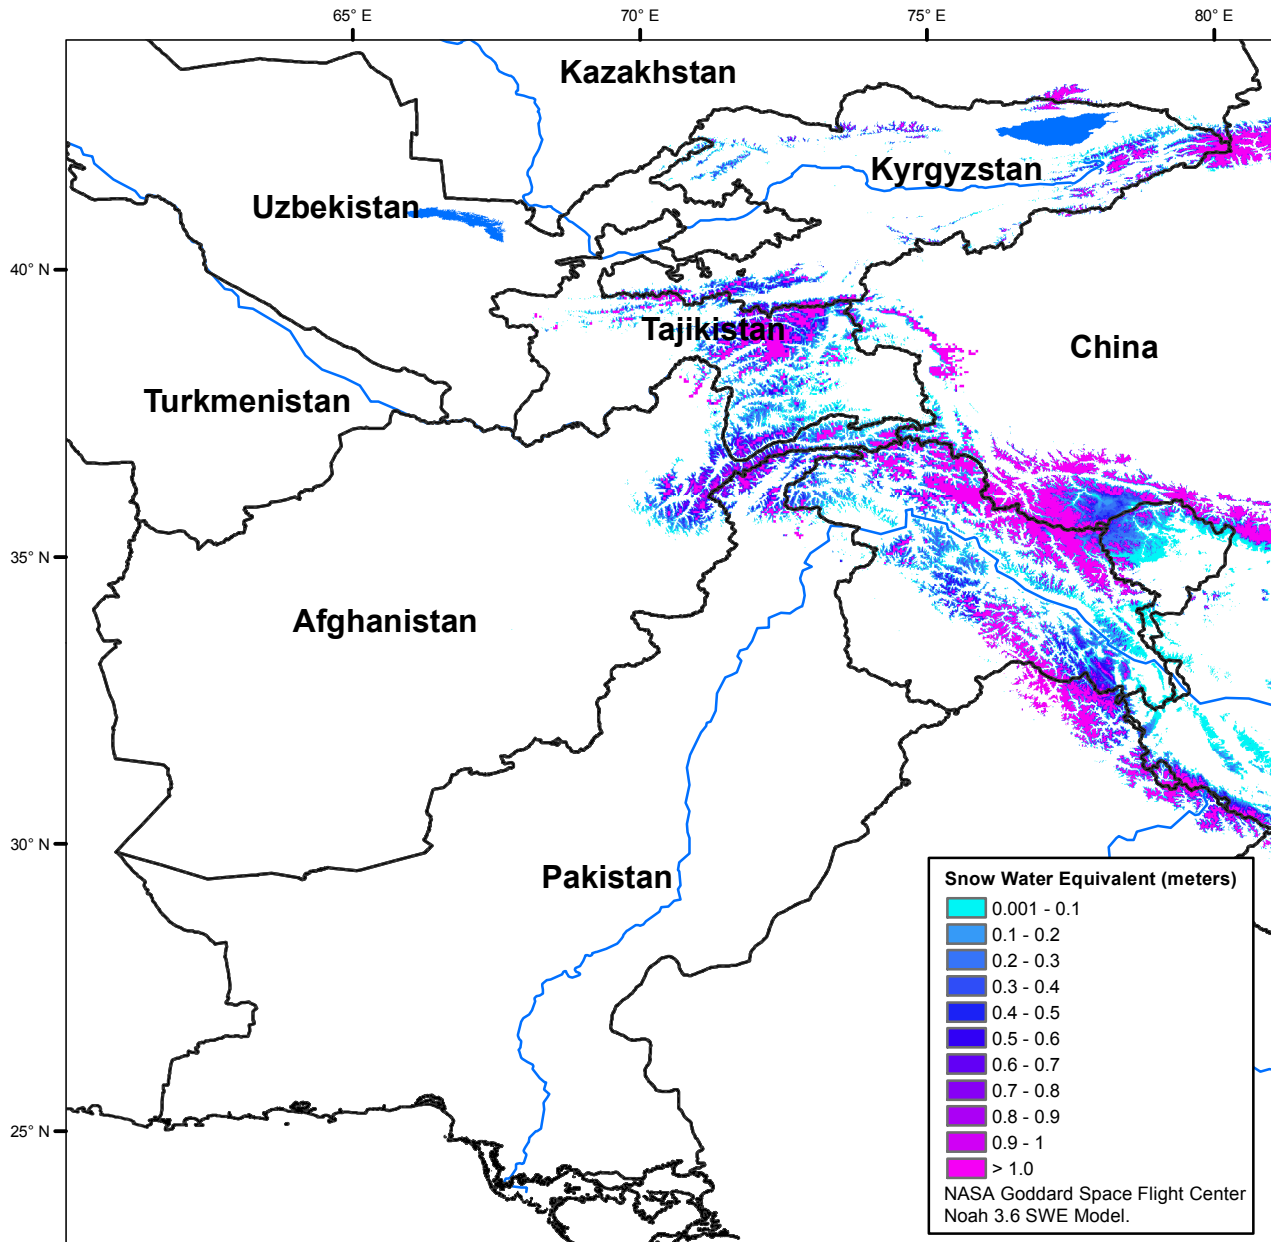 65° E
70° E
75° E
80° E
Kazakhstan
Kyrgyzstan
Uzbekistan
40° N
Tajikistan
China
Turkmenistan
35° N
Afghanistan
30° N
Pakistan
25° N
Snow Water Equivalent (meters)
0.001 - 0.1
0.1 - 0.2
0.2 - 0.3
0.3 - 0.4
0.4 - 0.5
0.5 - 0.6
0.6 - 0.7
0.7 - 0.8
0.8 - 0.9
0.9 - 1
> 1.0
NASA Goddard Space Flight Center
Noah 3.6 SWE Model.